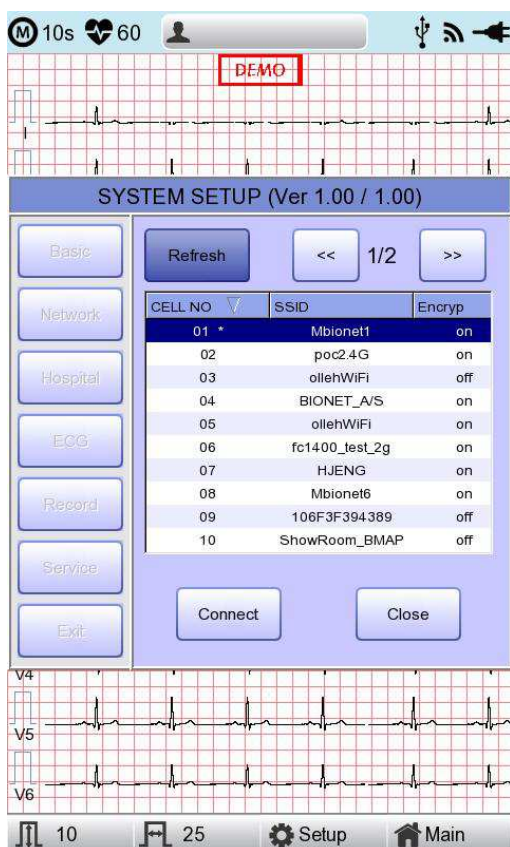 M 10s 60
DEMO
I
SYSTEM SETUP (Ver 1.00 / 1.00)
Basic
Network
Hospital
ECG
Record
Service
Exit
Refresh << 1/2 >>
CELL NO SSID Encryp
01 * Mbionet1 on
02 poc2.4G on
03 ollehWiFi off
04 BIONET_A/S on
05 ollehWiFi on
06 fc1400_test_2g on
07 HJENG on
08 Mbionet6 on
09 106F3F394389 off
10 ShowRoom_BMAP off
Connect Close
V4
V5
V6
10 25 Setup Main